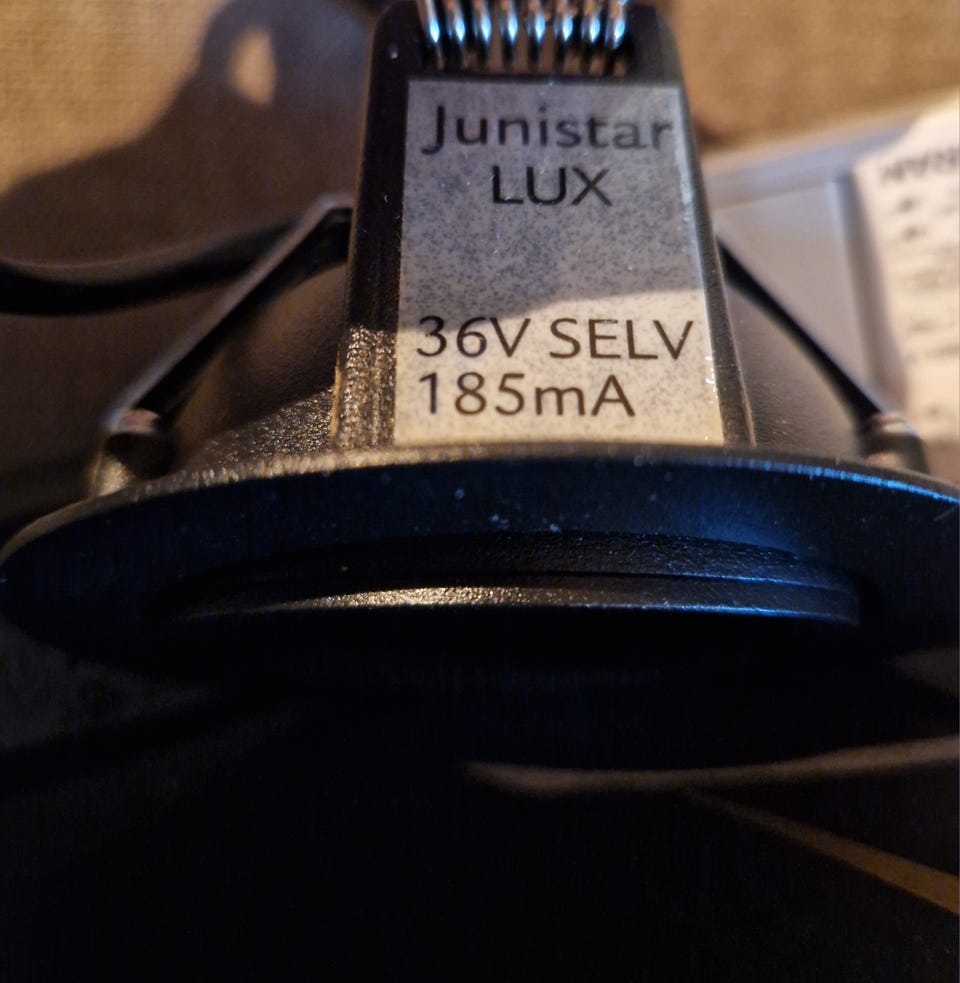 Junistar
LUX
36V SELV
185mA